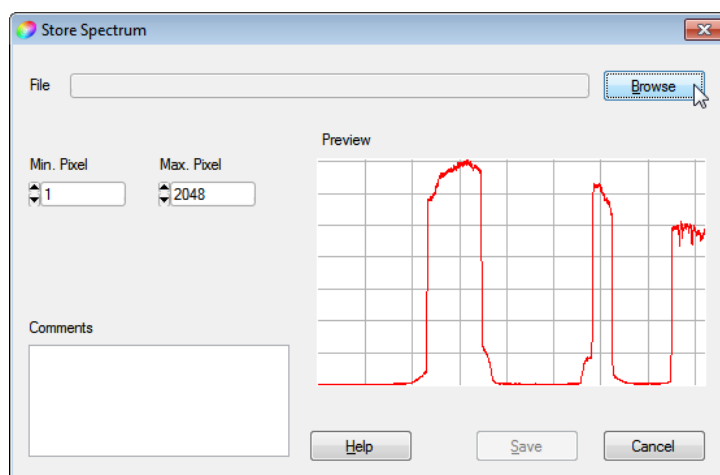 Store Spectrum
File
Browse
Preview
Min. Pixel
Max. Pixel
1
2048
Comments
Help
Save
Cancel